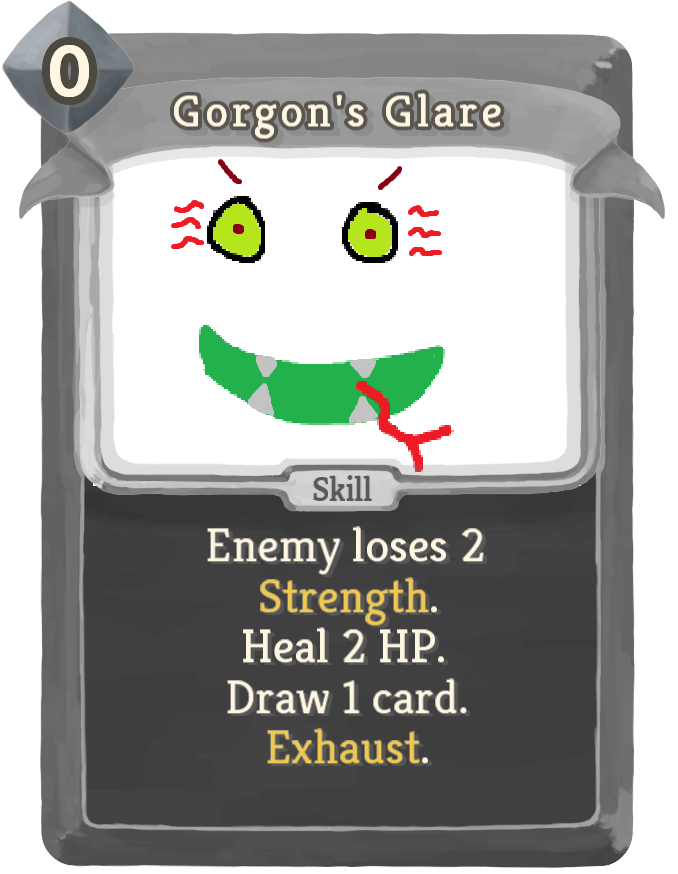 0
Gorgon's Glare
Skill
Enemy loses 2
Strength.
Heal 2 HP.
Draw 1 card.
Exhaust.